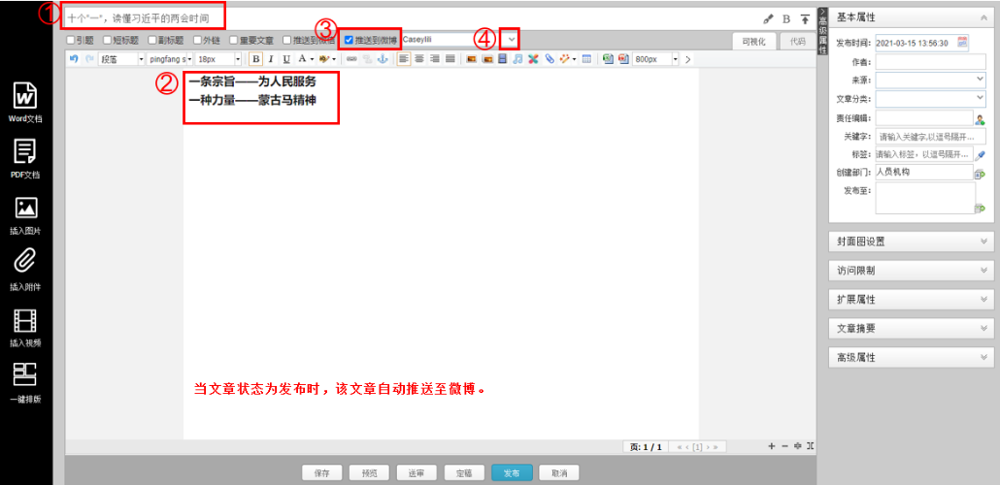 ①
十个"一"，读懂习近平的两会时间
B
高级属性
引题 短标题 副标题 外链 重要文章 推送到微信
③
推送到微博 Caseylii
④
可视化 代码
段落 pingfang s 18px B I U A 800px
②
一条宗旨——为人民服务
一种力量——蒙古马精神
当文章状态为发布时，该文章自动推送至微博。
页: 1 / 1 « ‹ [1] › »
保存 预览 送审 定稿 发布 取消
Word文档
PDF文档
插入图片
插入附件
插入视频
一键排版
基本属性
发布时间: 2021-03-15 13:56:30
作者:
来源:
文章分类:
责任编辑:
关键字: 请输入关键字,以逗号隔开...
标签: 请输入标签，以逗号隔开...
创建部门: 人员机构
发布至:
封面图设置
访问限制
扩展属性
文章摘要
高级属性